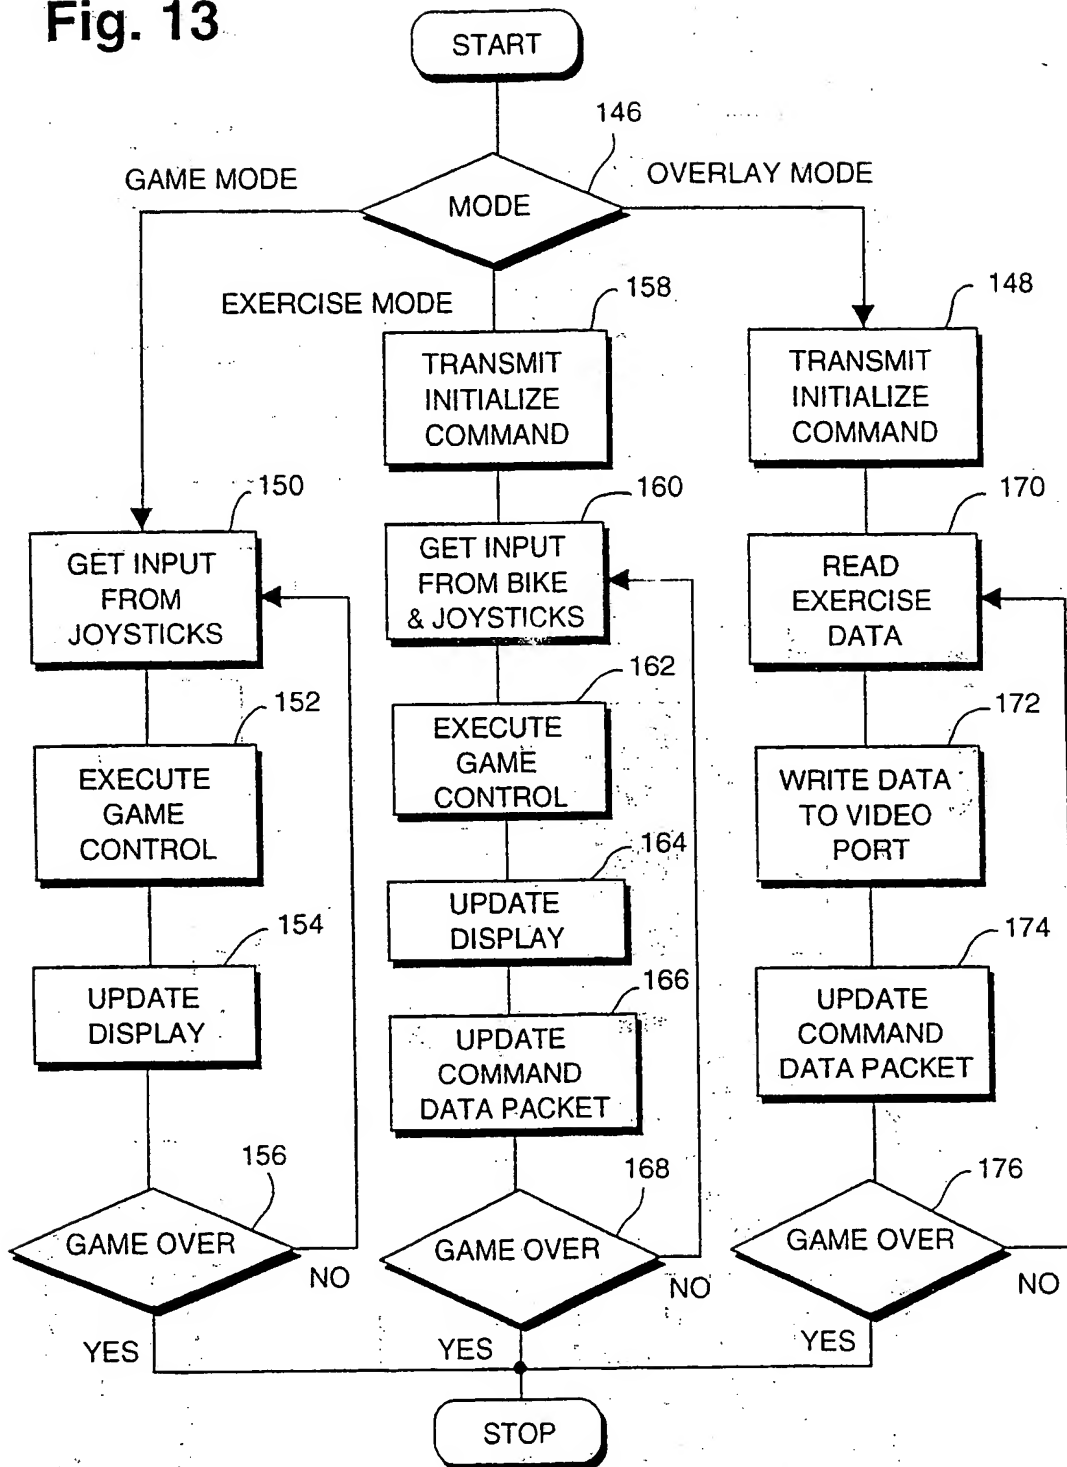 Fig. 13
START
146
GAME MODE
MODE
OVERLAY MODE
EXERCISE MODE
158
TRANSMIT
INITIALIZE
COMMAND
148
TRANSMIT
INITIALIZE
COMMAND
150
GET INPUT
FROM
JOYSTICKS
160
GET INPUT
FROM BIKE
& JOYSTICKS
170
READ
EXERCISE
DATA
152
EXECUTE
GAME
CONTROL
162
EXECUTE
GAME
CONTROL
172
WRITE DATA
TO VIDEO
PORT
164
UPDATE
DISPLAY
154
UPDATE
DISPLAY
166
UPDATE
COMMAND
DATA PACKET
174
UPDATE
COMMAND
DATA PACKET
156
GAME OVER
NO
YES
168
GAME OVER
NO
YES
176
GAME OVER
NO
YES
STOP